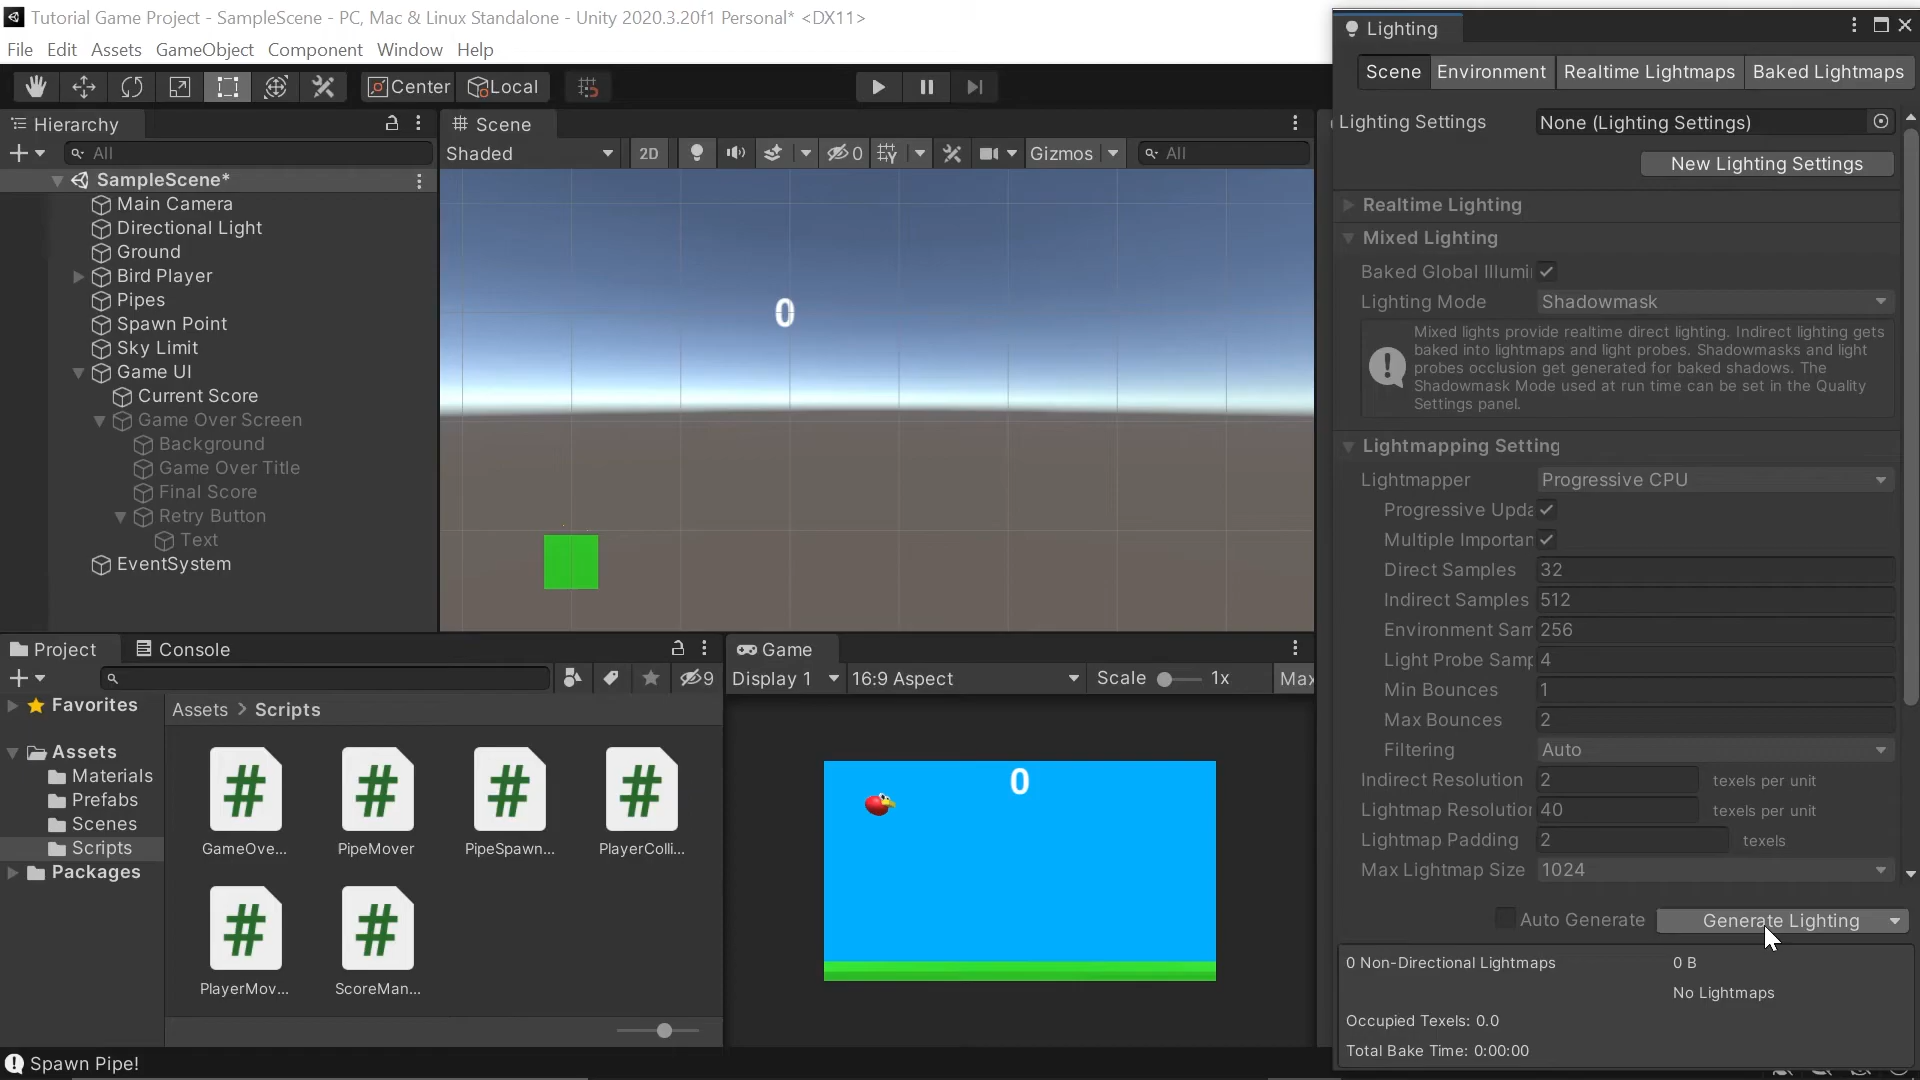 Tutorial Game Project - SampleScene - PC, Mac & Linux Standalone - Unity 2020.3.20f1 Personal* <DX11>
File Edit Assets GameObject Component Window Help
Center Local
Hierarchy
All
SampleScene*
Main Camera
Directional Light
Ground
Bird Player
Pipes
Spawn Point
Sky Limit
Game UI
Current Score
Game Over Screen
Background
Game Over Title
Final Score
Retry Button
Text
EventSystem
Scene
Shaded 2D 0 Gizmos All
0
Project Console
9
Favorites
Assets
Materials
Prefabs
Scenes
Scripts
Packages
Assets > Scripts
GameOve... PipeMover PipeSpawn... PlayerColli...
PlayerMov... ScoreMan...
Game
Display 1 16:9 Aspect Scale 1x Max
0
Spawn Pipe!
Lighting
Scene Environment Realtime Lightmaps Baked Lightmaps
Lighting Settings None (Lighting Settings)
New Lighting Settings
Realtime Lighting
Mixed Lighting
Baked Global Illumi
Lighting Mode Shadowmask
Mixed lights provide realtime direct lighting. Indirect lighting gets
baked into lightmaps and light probes. Shadowmasks and light
probes occlusion get generated for baked shadows. The
Shadowmask Mode used at run time can be set in the Quality
Settings panel.
Lightmapping Setting
Lightmapper Progressive CPU
Progressive Upda
Multiple Importan
Direct Samples 32
Indirect Samples 512
Environment Sam 256
Light Probe Samp 4
Min Bounces 1
Max Bounces 2
Filtering Auto
Indirect Resolution 2 texels per unit
Lightmap Resolution 40 texels per unit
Lightmap Padding 2 texels
Max Lightmap Size 1024
Auto Generate Generate Lighting
0 Non-Directional Lightmaps 0 B
No Lightmaps
Occupied Texels: 0.0
Total Bake Time: 0:00:00